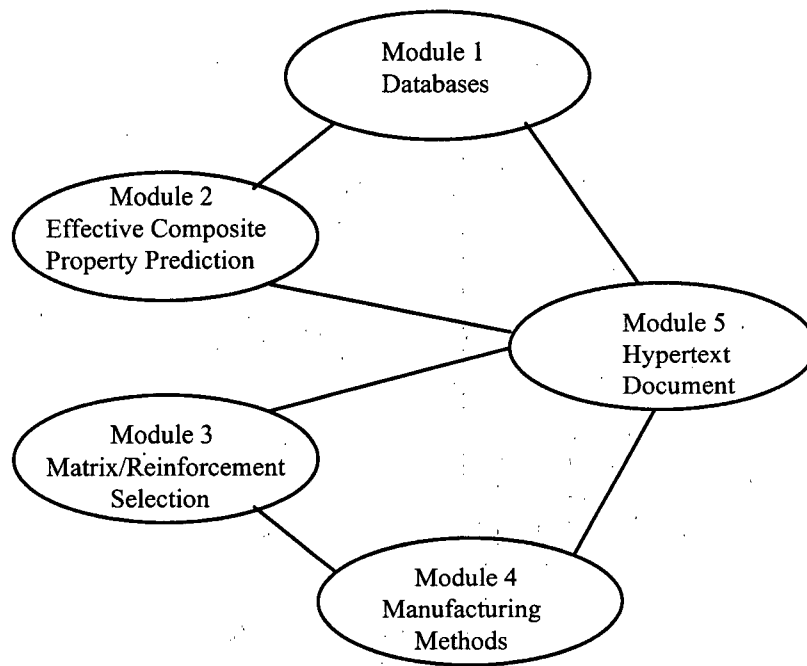 Module 1
Databases
Module 2
Effective Composite
Property Prediction
Module 5
Hypertext
Document
Module 3
Matrix/Reinforcement
Selection
Module 4
Manufacturing
Methods